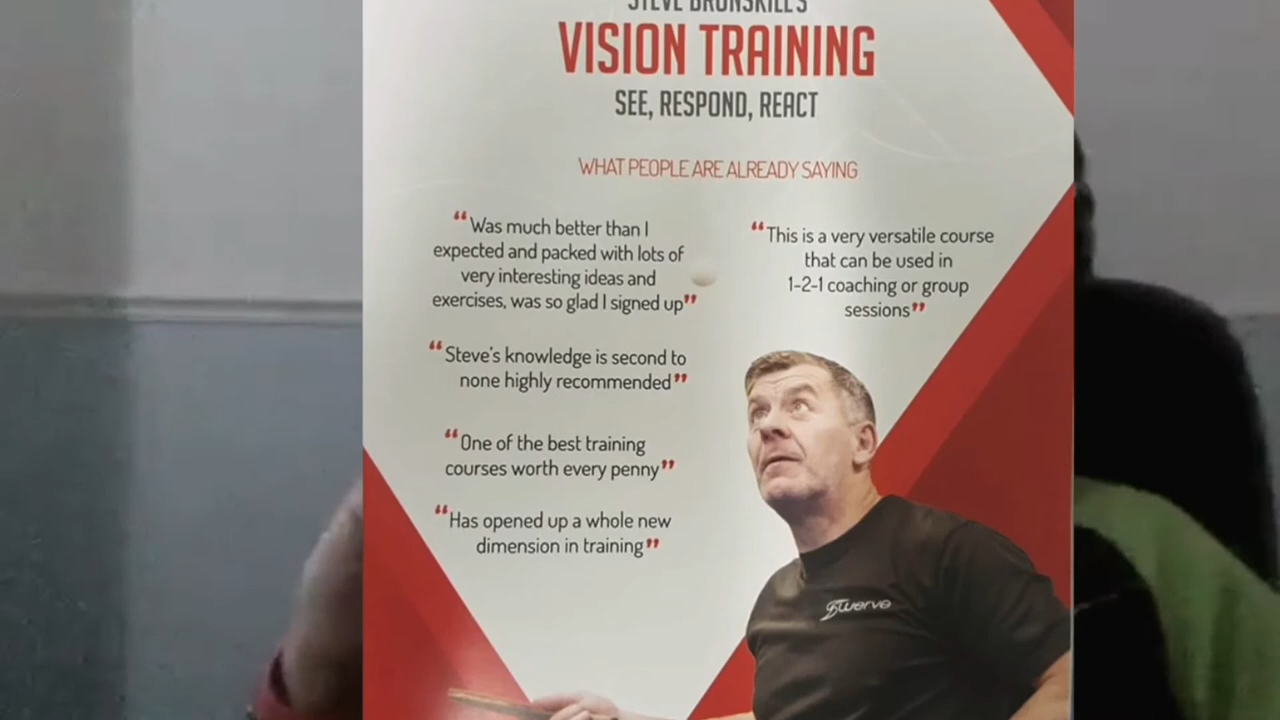 STEVE BRUNSKILL'S
VISION TRAINING
SEE, RESPOND, REACT
WHAT PEOPLE ARE ALREADY SAYING
“Was much better than I
expected and packed with lots of
very interesting ideas and
exercises, was so glad I signed up”
“Steve's knowledge is second to
none highly recommended”
“One of the best training
courses worth every penny”
“Has opened up a whole new
dimension in training”
“This is a very versatile course
that can be used in
1-2-1 coaching or group
sessions”
Swerve